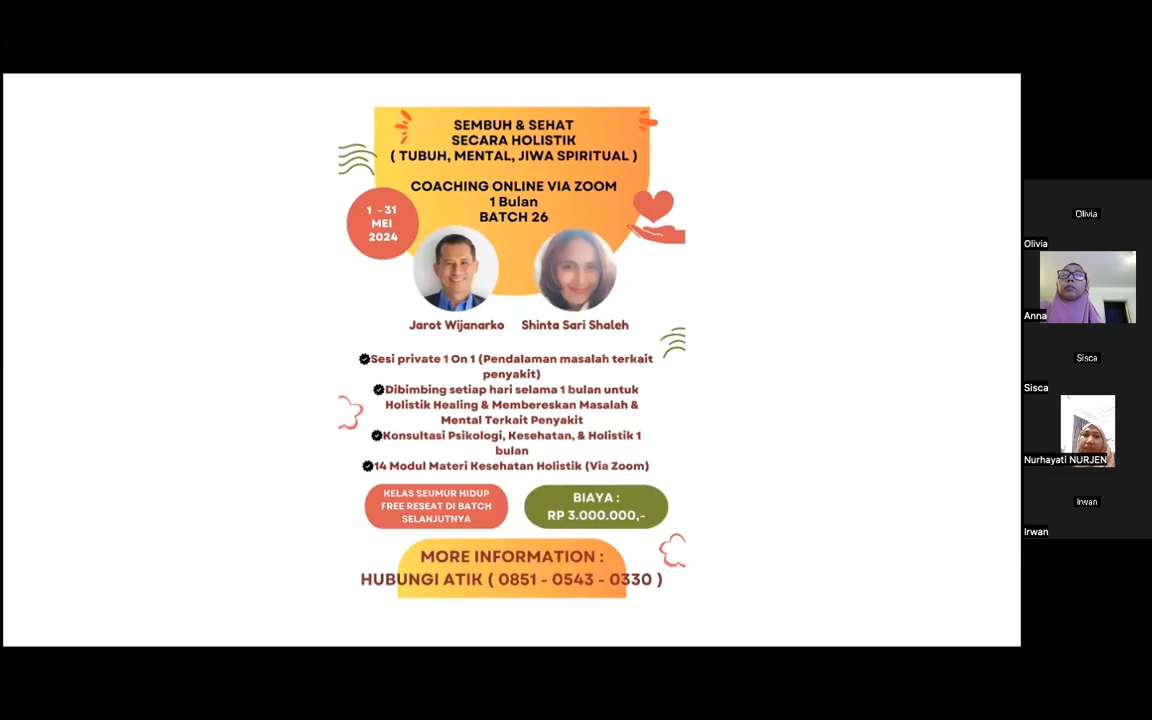 SEMBUH & SEHAT
SECARA HOLISTIK
( TUBUH, MENTAL, JIWA SPIRITUAL )
COACHING ONLINE VIA ZOOM
1 Bulan
BATCH 26
1 - 31
MEI
2024
Jarot Wijanarko
Shinta Sari Shaleh
Sesi private 1 On 1 (Pendalaman masalah terkait
penyakit)
Dibimbing setiap hari selama 1 bulan untuk
Holistik Healing & Membereskan Masalah &
Mental Terkait Penyakit
Konsultasi Psikologi, Kesehatan, & Holistik 1
bulan
14 Modul Materi Kesehatan Holistik (Via Zoom)
KELAS SEUMUR HIDUP
FREE RESEAT DI BATCH
SELANJUTNYA
BIAYA :
RP 3.000.000,-
MORE INFORMATION :
HUBUNGI ATIK ( 0851 - 0543 - 0330 )
Olivia
Olivia
Anna
Sisca
Sisca
Nurhayati NURJEN
Irwan
Irwan